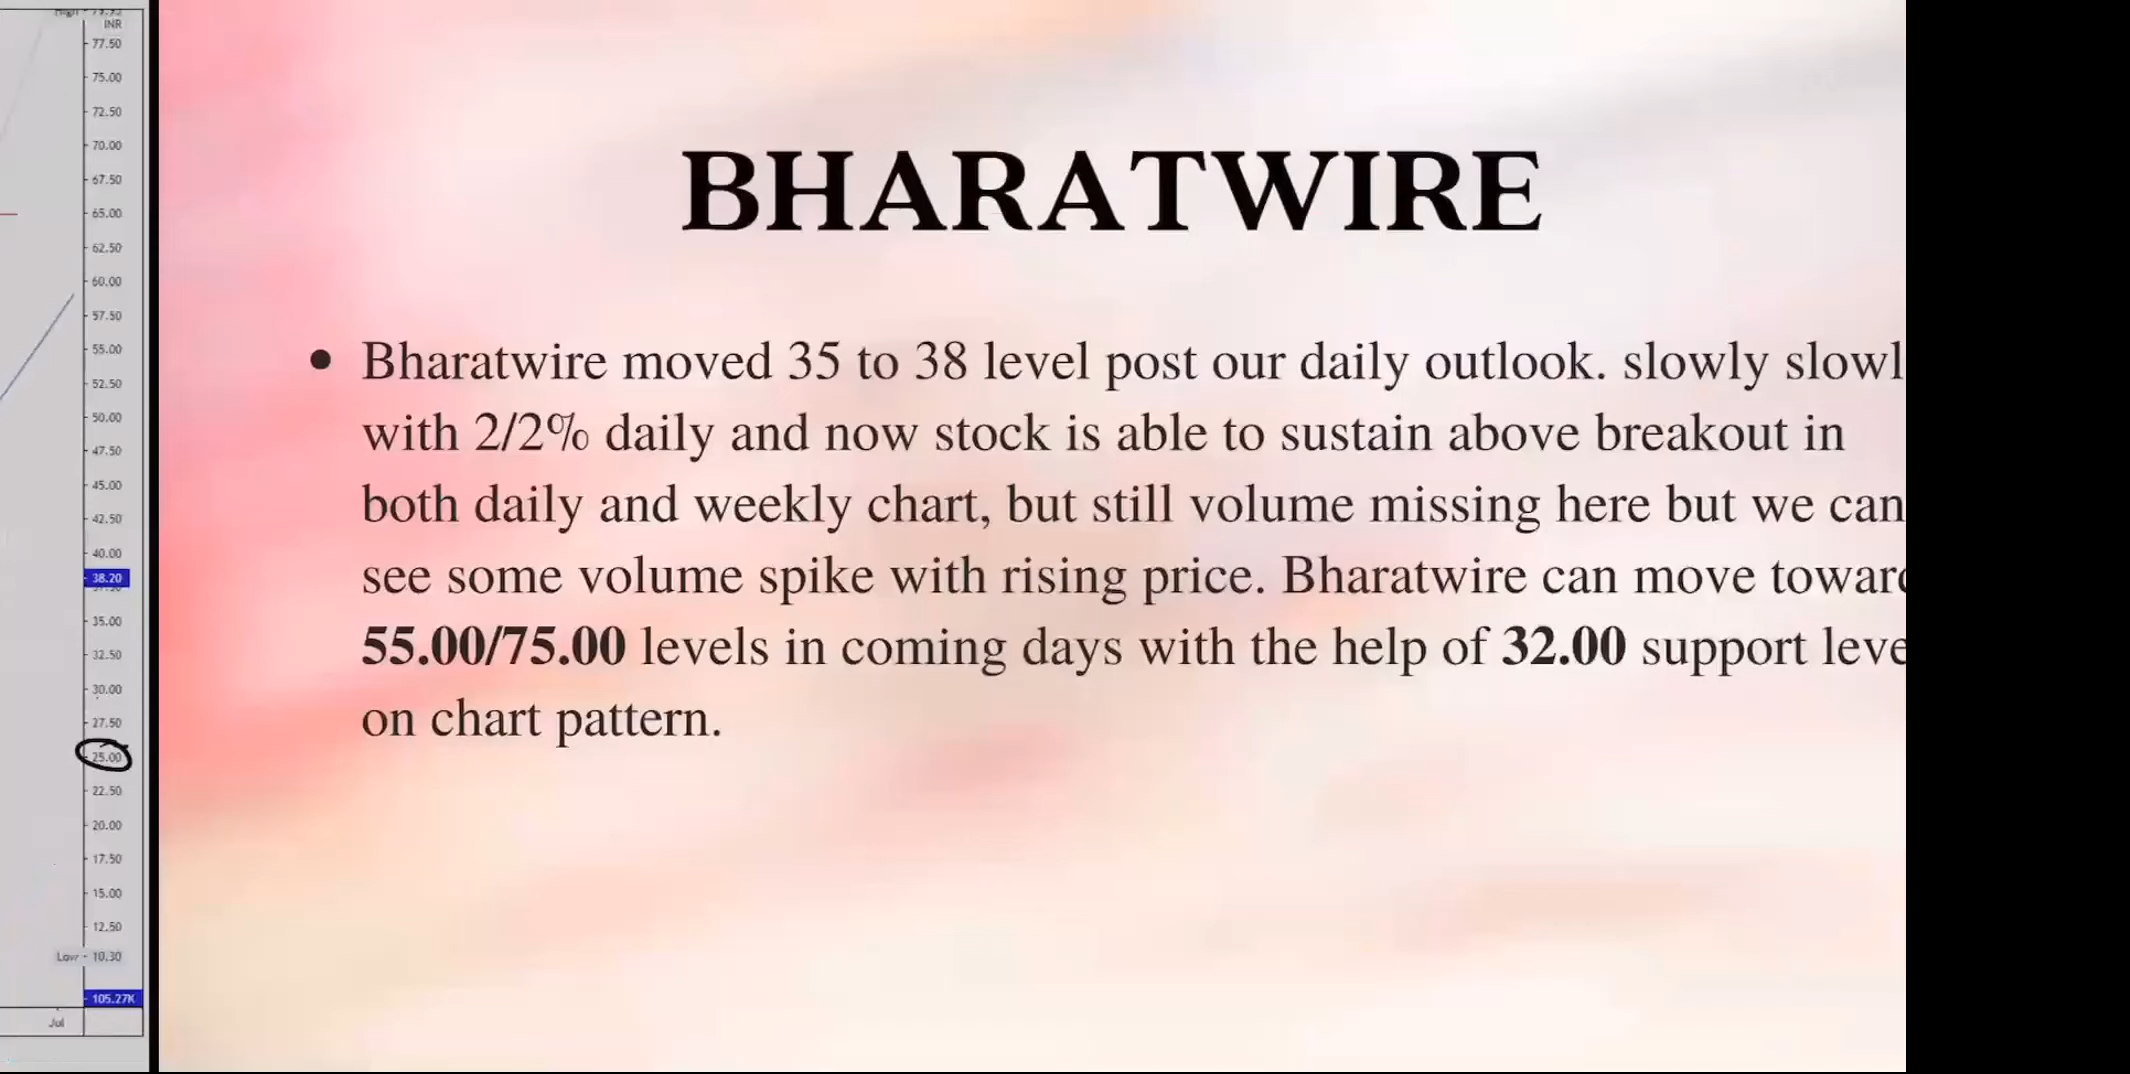 INR
77.50
75.00
72.50
70.00
67.50
65.00
62.50
60.00
57.50
55.00
52.50
50.00
47.50
45.00
42.50
40.00
38.20
35.00
32.50
30.00
27.50
25.00
22.50
20.00
17.50
15.00
12.50
Low - 10.30
105.27K
Jul
BHARATWIRE
• Bharatwire moved 35 to 38 level post our daily outlook. slowly slowl
with 2/2% daily and now stock is able to sustain above breakout in
both daily and weekly chart, but still volume missing here but we can
see some volume spike with rising price. Bharatwire can move toward
55.00/75.00 levels in coming days with the help of 32.00 support leve
on chart pattern.